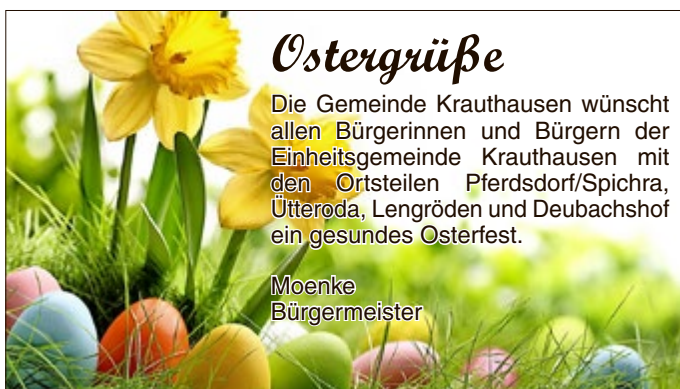 Ostergrüße
Die Gemeinde Krauthausen wünscht
allen Bürgerinnen und Bürgern der
Einheitsgemeinde Krauthausen mit
den Ortsteilen Pferdsdorf/Spichra,
Ütteroda, Lengröden und Deubachshof
ein gesundes Osterfest.
Moenke
Bürgermeister